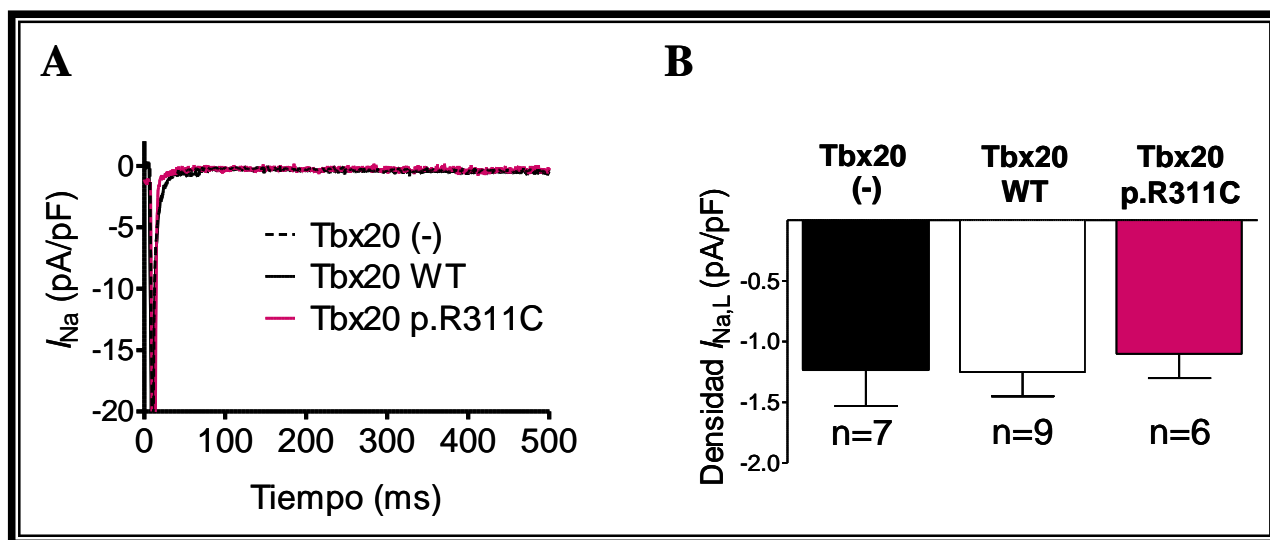 A
I_Na (pA/pF)
0
-5
-10
-15
-20
0 100 200 300 400 500
Tiempo (ms)
Tbx20 (-)
Tbx20 WT
Tbx20 p.R311C
B
Tbx20 (-)
Tbx20 WT
Tbx20 p.R311C
Densidad I_Na,L (pA/pF)
-0.5
-1.0
-1.5
-2.0
n=7
n=9
n=6